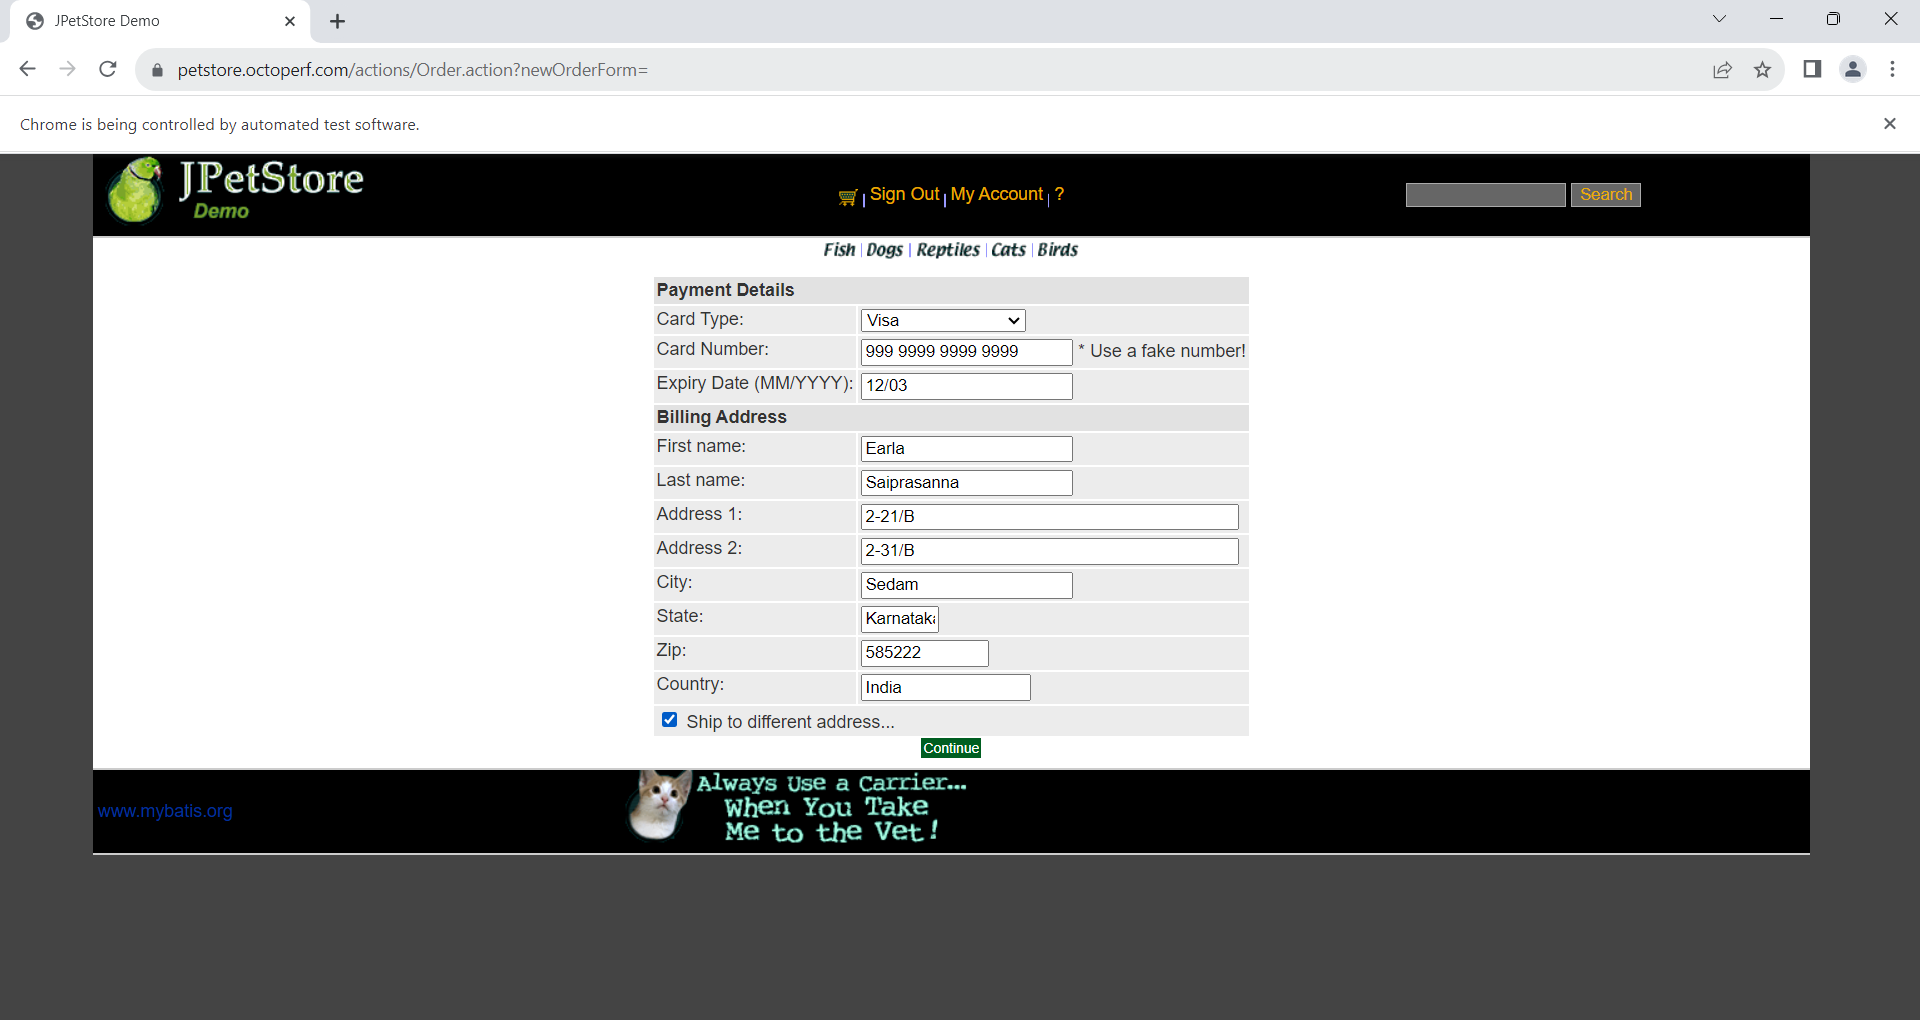 JPetStore Demo
petstore.octoperf.com/actions/Order.action?newOrderForm=
Chrome is being controlled by automated test software.
JPetStore
Demo
Sign Out | My Account | ?
Search
Fish | Dogs | Reptiles | Cats | Birds
Payment Details
Card Type: Visa
Card Number: 999 9999 9999 9999 * Use a fake number!
Expiry Date (MM/YYYY): 12/03
Billing Address
First name: Earla
Last name: Saiprasanna
Address 1: 2-21/B
Address 2: 2-31/B
City: Sedam
State: Karnataka
Zip: 585222
Country: India
Ship to different address...
Continue
www.mybatis.org
Always Use a Carrier...
When You Take
Me to the Vet!